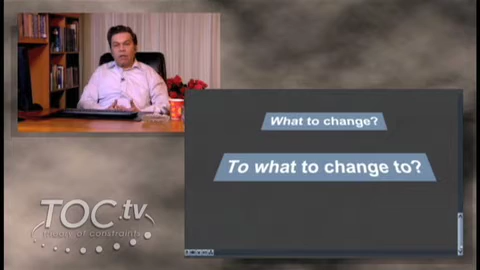 What to change?
To what to change to?
TOC.tv
theory of constraints